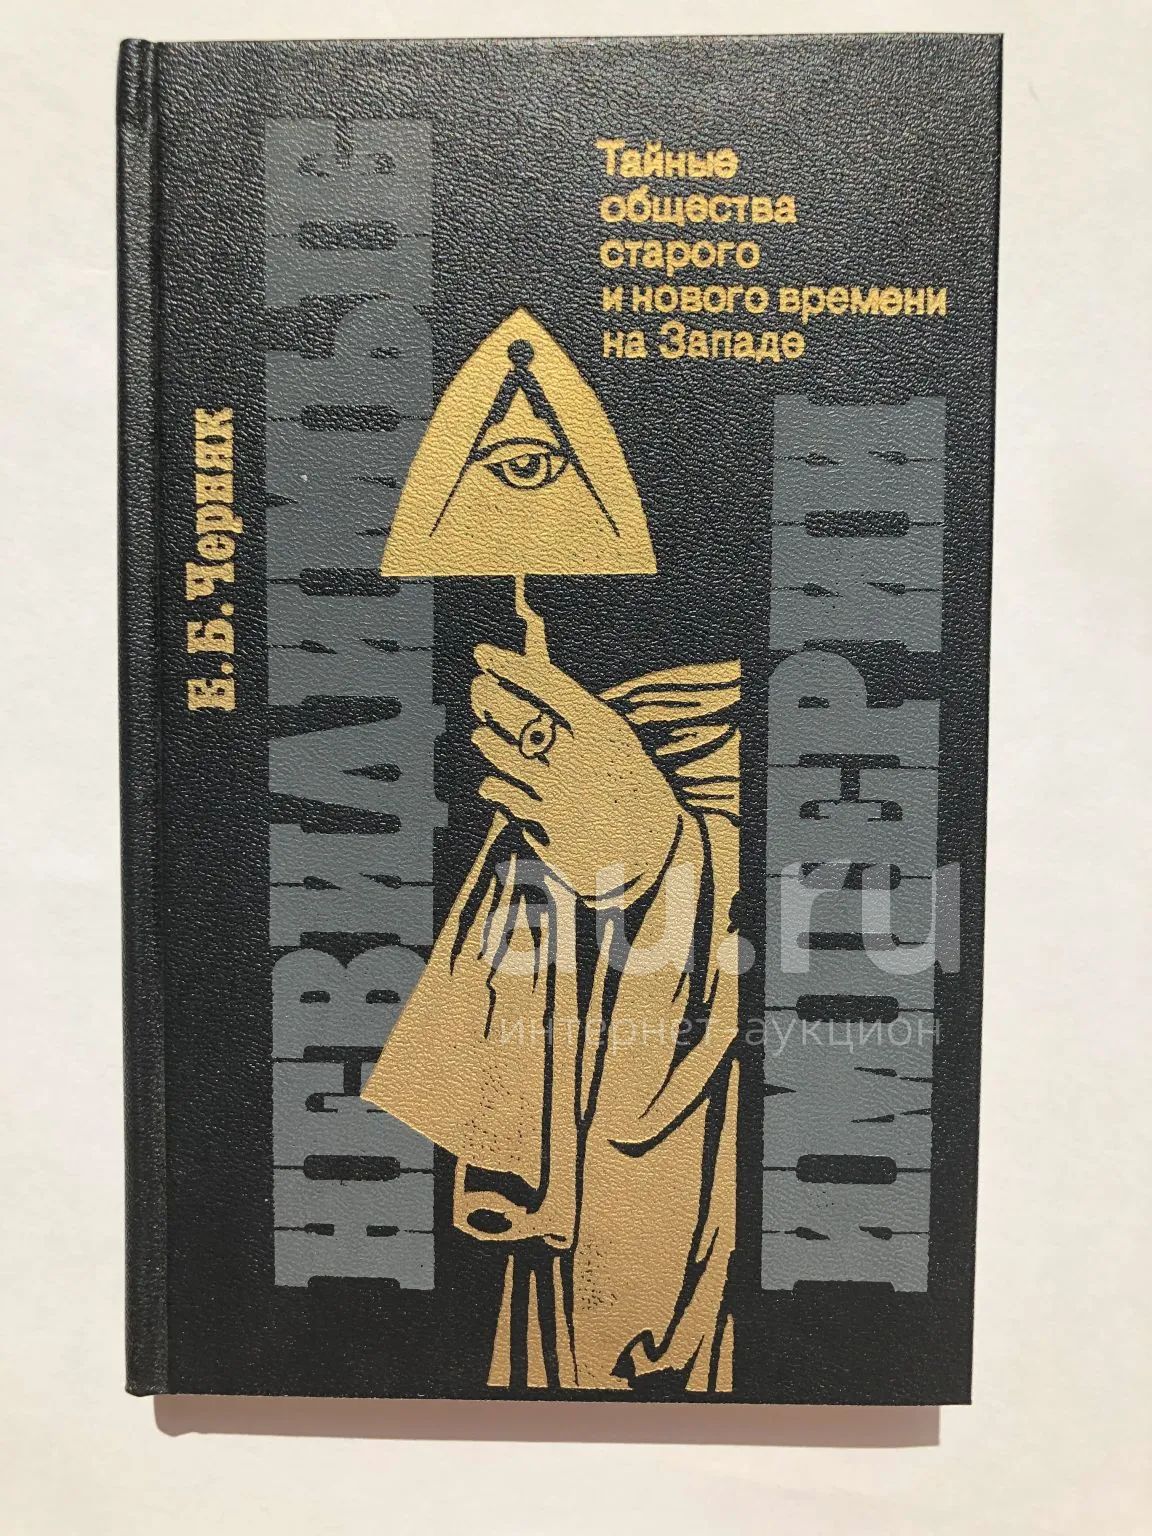 Е.Б.Черняк
НЕВИДИМЫЕ
ИМПЕРИИ
Тайные
общества
старого
и нового времени
на Западе
au.ru
интернет-аукцион